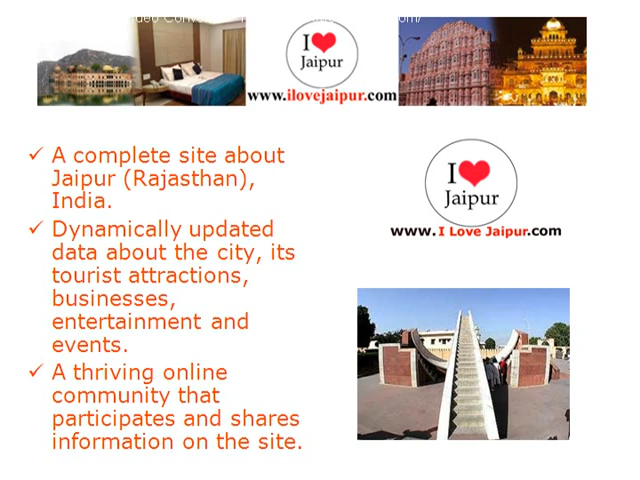 I
Jaipur
www.ilovejaipur.com
A complete site about
Jaipur (Rajasthan),
India.
Dynamically updated
data about the city, its
tourist attractions,
businesses,
entertainment and
events.
A thriving online
community that
participates and shares
information on the site.
I
Jaipur
www.I Love Jaipur.com